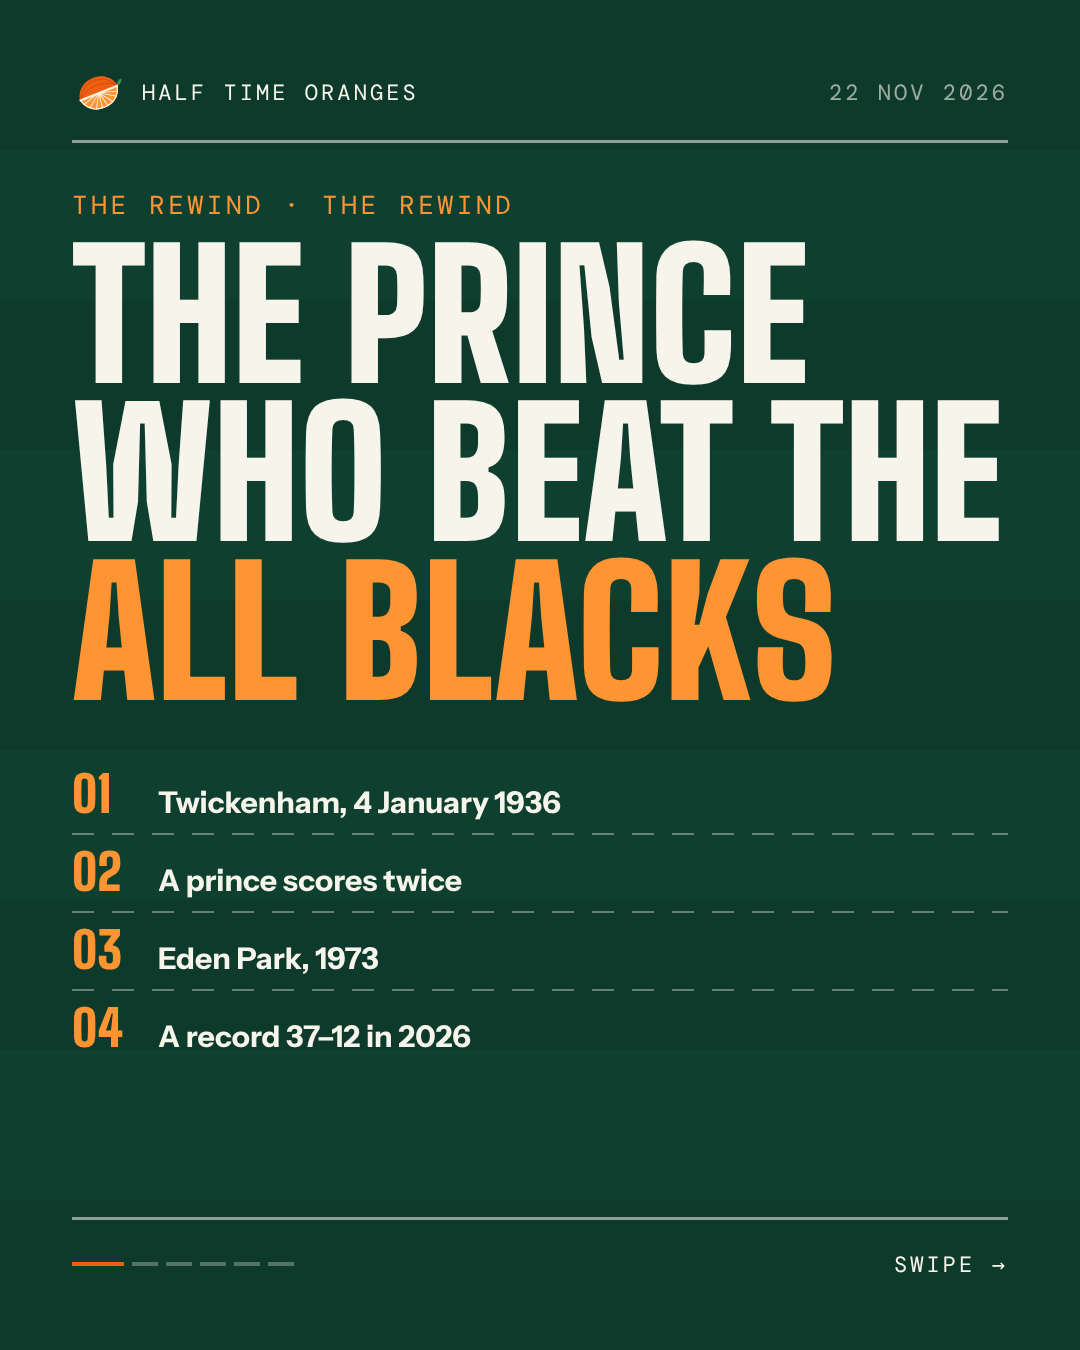 HALF TIME ORANGES
22 NOV 2026
THE REWIND · THE REWIND
THE PRINCE
WHO BEAT THE
ALL BLACKS
01 Twickenham, 4 January 1936
02 A prince scores twice
03 Eden Park, 1973
04 A record 37–12 in 2026
SWIPE →